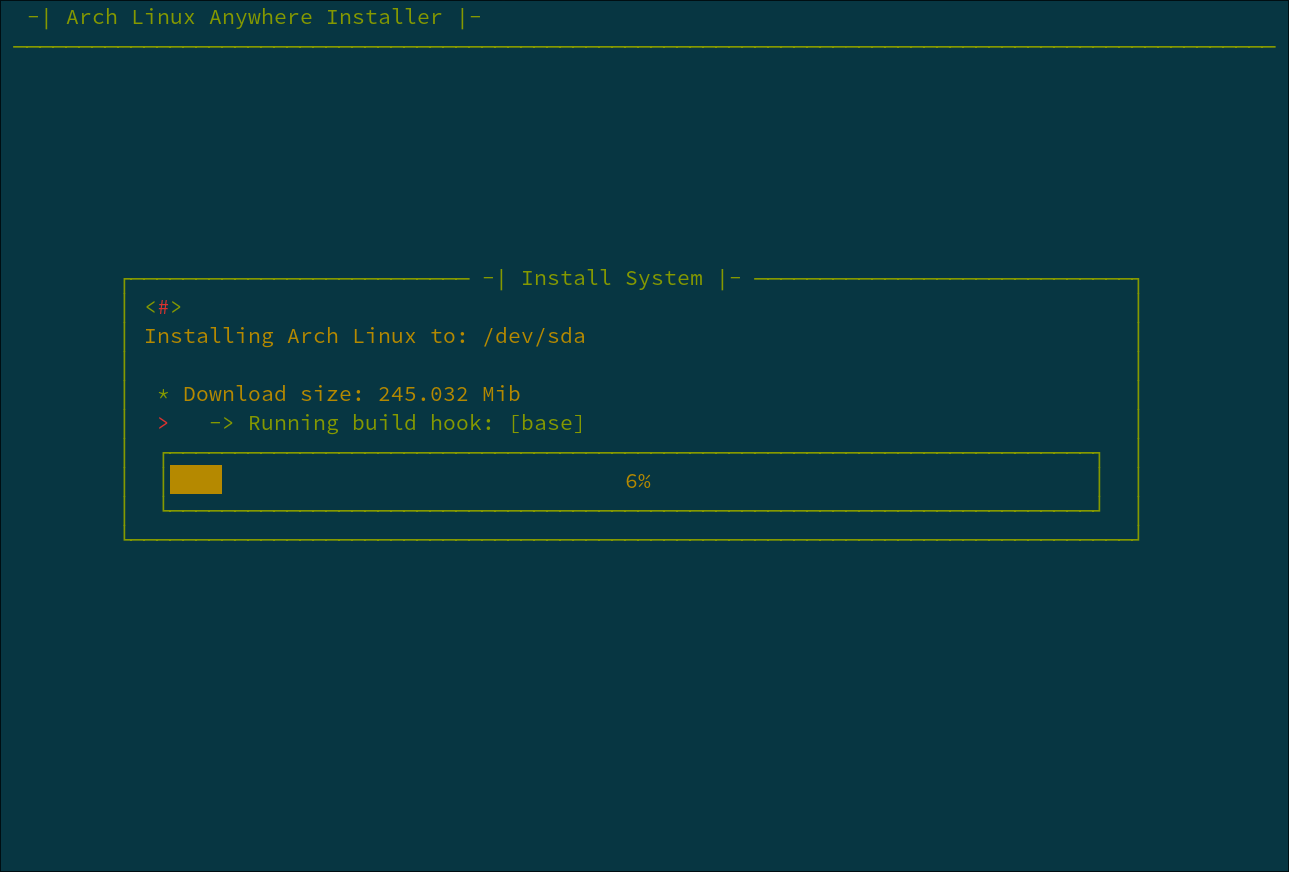 -| Arch Linux Anywhere Installer |-
-| Install System |-
<#>
Installing Arch Linux to: /dev/sda
* Download size: 245.032 Mib
>   -> Running build hook: [base]
6%